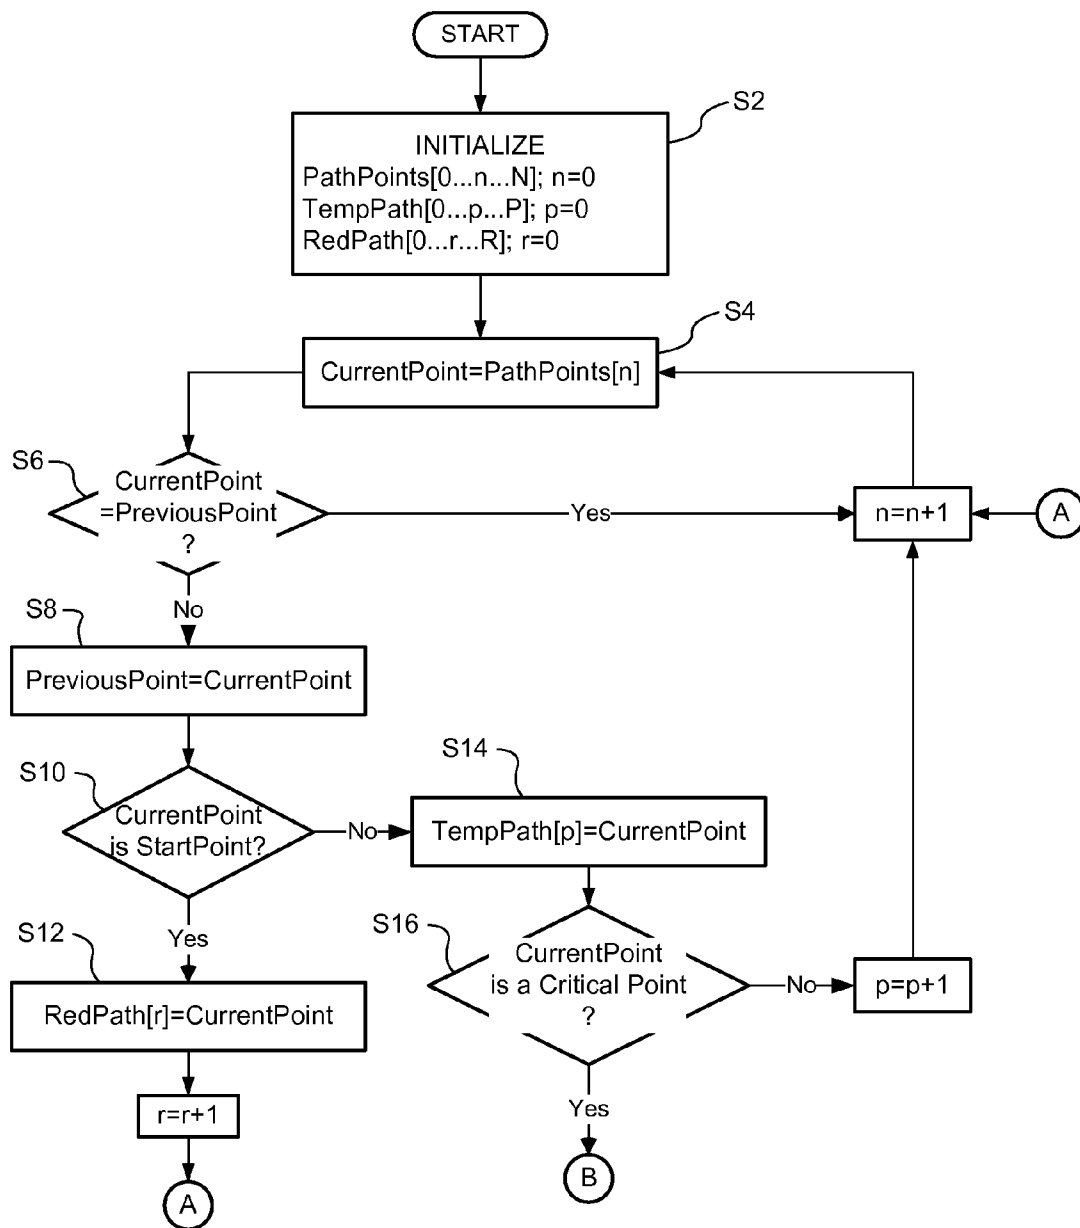 START
S2
INITIALIZE
PathPoints[0...n...N]; n=0
TempPath[0...p...P]; p=0
RedPath[0...r...R]; r=0
S4
CurrentPoint=PathPoints[n]
S6
CurrentPoint
=PreviousPoint
?
Yes
n=n+1
A
No
S8
PreviousPoint=CurrentPoint
S10
CurrentPoint
is StartPoint?
No
S14
TempPath[p]=CurrentPoint
Yes
S12
RedPath[r]=CurrentPoint
S16
CurrentPoint
is a Critical Point
?
No
p=p+1
r=r+1
Yes
A
B